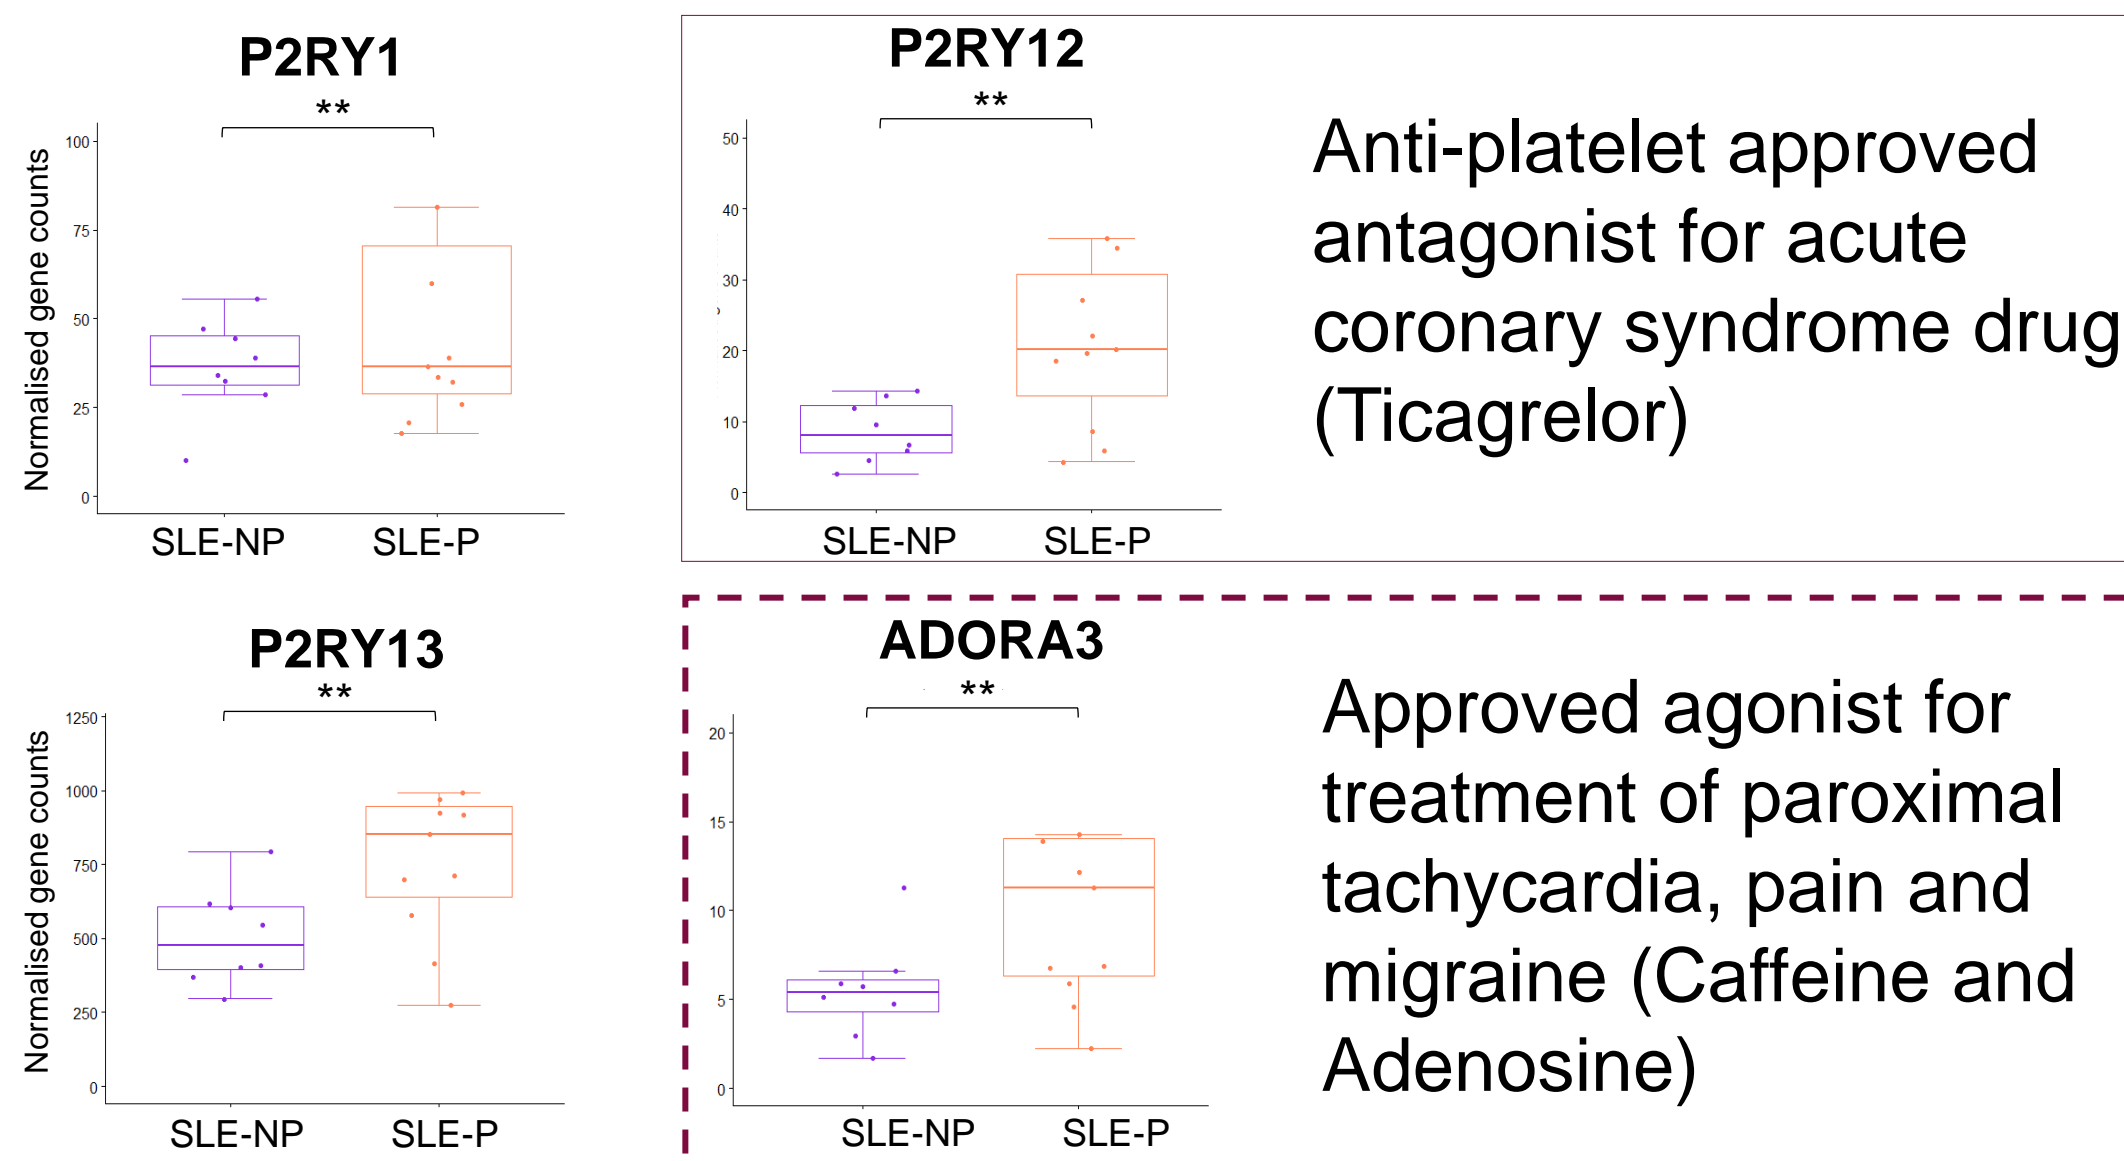 P2RY1
**
Normalised gene counts
100
75
50
25
0
SLE-NP SLE-P
P2RY12
**
50
40
30
20
10
0
SLE-NP SLE-P
Anti-platelet approved
antagonist for acute
coronary syndrome drug
(Ticagrelor)
P2RY13
**
Normalised gene counts
1250
1000
750
500
250
0
SLE-NP SLE-P
ADORA3
**
20
15
10
5
0
SLE-NP SLE-P
Approved agonist for
treatment of paroximal
tachycardia, pain and
migraine (Caffeine and
Adenosine)